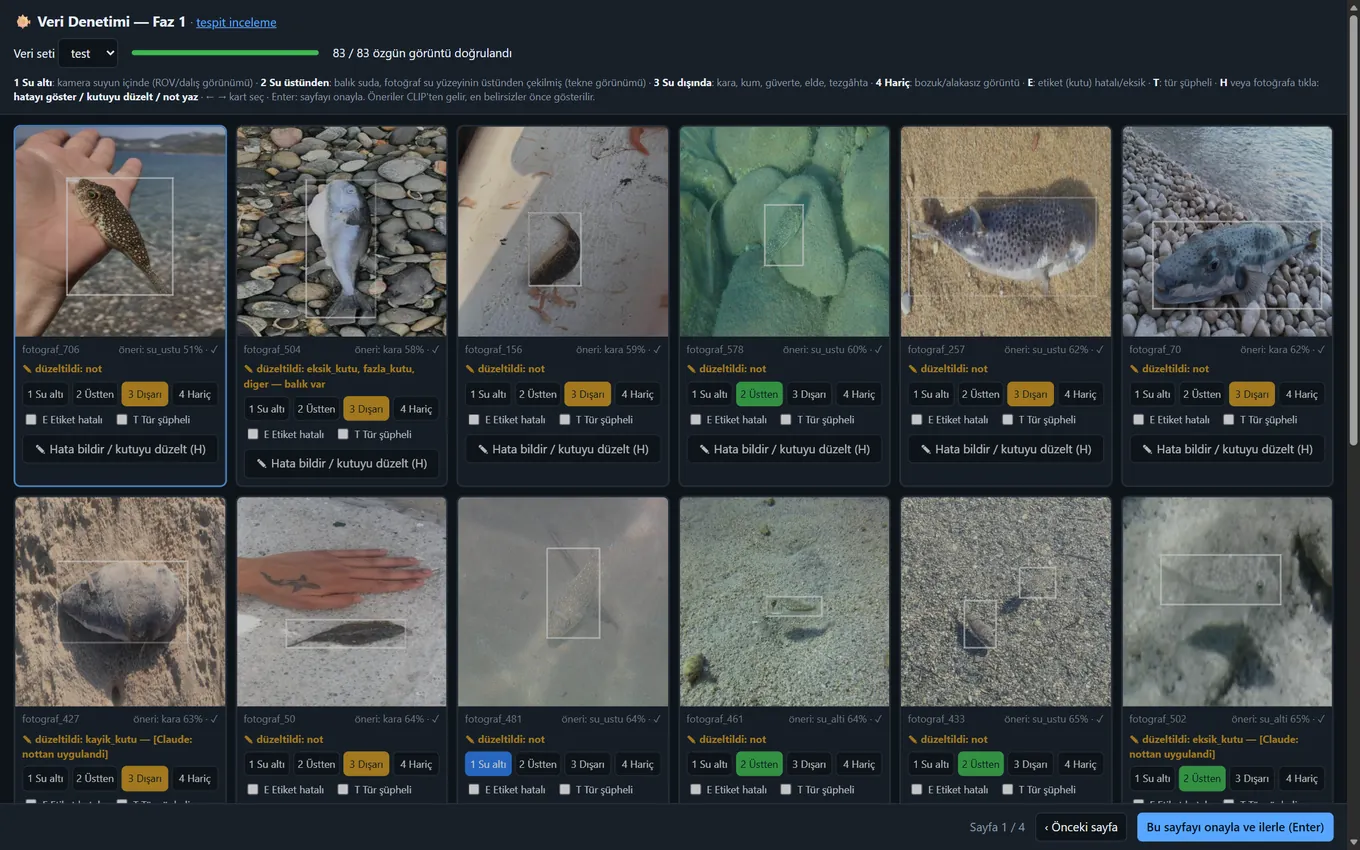 Veri Denetimi — Faz 1 · tespit inceleme
Veri seti test 83 / 83 özgün görüntü doğrulandı
1 Su altı: kamera suyun içinde (ROV/dalış görünümü) · 2 Su üstünden: balık suda, fotoğraf su yüzeyinin üstünden çekilmiş (tekne görünümü) · 3 Su dışında: kara, kum, güverte, elde, tezgâhta · 4 Hariç: bozuk/alakasız görüntü · E: etiket (kutu) hatalı/eksik · T: tür şüpheli · H veya fotoğrafa tıkla:
hatayı göster / kutuyu düzelt / not yaz · ← → kart seç · Enter: sayfayı onayla. Öneriler CLIP'ten gelir, en belirsizler önce gösterilir.
fotograf_706 öneri: su_ustu 51% · ✓
düzeltildi: not
1 Su altı 2 Üstten 3 Dışarı 4 Hariç
E Etiket hatalı T Tür şüpheli
Hata bildir / kutuyu düzelt (H)
fotograf_504 öneri: kara 58% · ✓
düzeltildi: eksik_kutu, fazla_kutu,
diger — balık var
1 Su altı 2 Üstten 3 Dışarı 4 Hariç
E Etiket hatalı T Tür şüpheli
Hata bildir / kutuyu düzelt (H)
fotograf_156 öneri: kara 59% · ✓
düzeltildi: not
1 Su altı 2 Üstten 3 Dışarı 4 Hariç
E Etiket hatalı T Tür şüpheli
Hata bildir / kutuyu düzelt (H)
fotograf_578 öneri: su_ustu 60% · ✓
düzeltildi: not
1 Su altı 2 Üstten 3 Dışarı 4 Hariç
E Etiket hatalı T Tür şüpheli
Hata bildir / kutuyu düzelt (H)
fotograf_257 öneri: su_ustu 62% · ✓
düzeltildi: not
1 Su altı 2 Üstten 3 Dışarı 4 Hariç
E Etiket hatalı T Tür şüpheli
Hata bildir / kutuyu düzelt (H)
fotograf_70 öneri: kara 62% · ✓
düzeltildi: not
1 Su altı 2 Üstten 3 Dışarı 4 Hariç
E Etiket hatalı T Tür şüpheli
Hata bildir / kutuyu düzelt (H)
fotograf_427 öneri: kara 63% · ✓
düzeltildi: kayik_kutu — [Claude:
nottan uygulandi]
1 Su altı 2 Üstten 3 Dışarı 4 Hariç
fotograf_50 öneri: kara 64% · ✓
düzeltildi: not
1 Su altı 2 Üstten 3 Dışarı 4 Hariç
E Etiket hatalı T Tür şüpheli
fotograf_481 öneri: su_ustu 64% · ✓
düzeltildi: not
1 Su altı 2 Üstten 3 Dışarı 4 Hariç
E Etiket hatalı T Tür şüpheli
fotograf_461 öneri: su_alti 64% · ✓
düzeltildi: not
1 Su altı 2 Üstten 3 Dışarı 4 Hariç
E Etiket hatalı T Tür şüpheli
fotograf_433 öneri: su_ustu 65% · ✓
düzeltildi: not
1 Su altı 2 Üstten 3 Dışarı 4 Hariç
E Etiket hatalı T Tür şüpheli
fotograf_502 öneri: su_alti 65% · ✓
düzeltildi: eksik_kutu — [Claude:
nottan uygulandi]
1 Su altı 2 Üstten 3 Dışarı 4 Hariç
Sayfa 1 / 4 ‹ Önceki sayfa Bu sayfayı onayla ve ilerle (Enter)